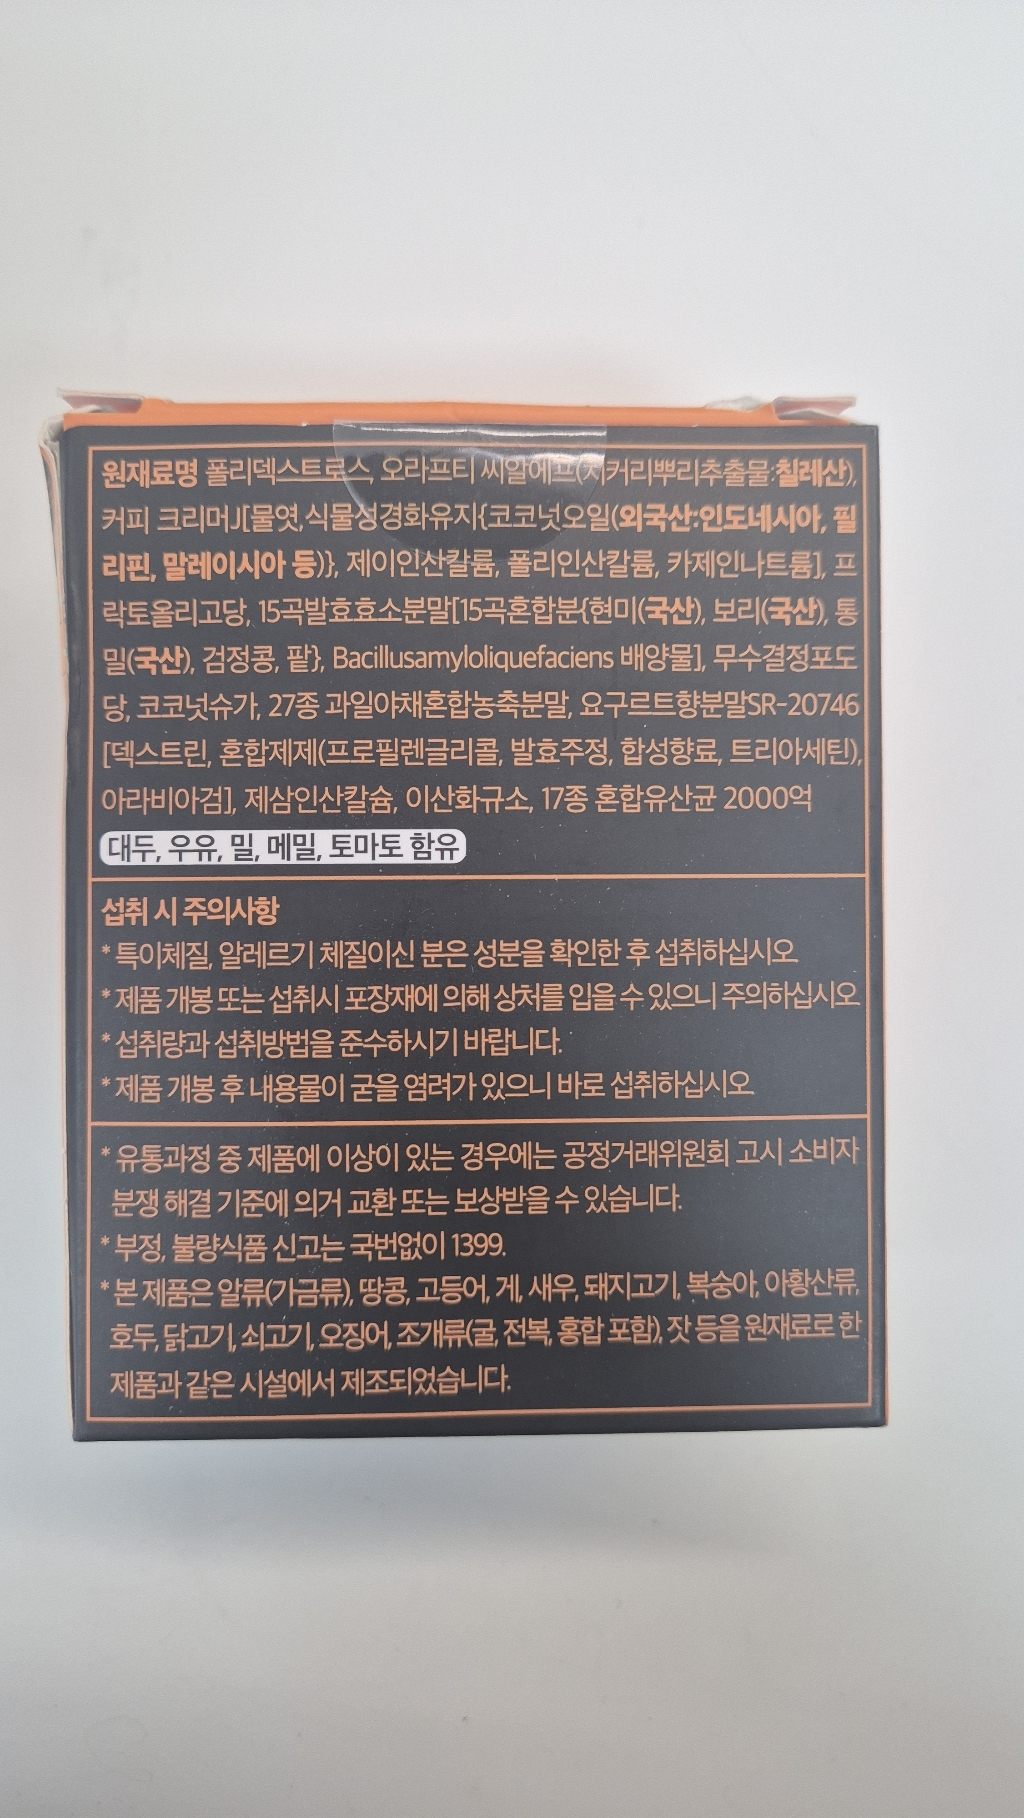 원재료명 폴리덱스트로스, 오라프티 씨알에프(치커리뿌리추출물:칠레산),
커피 크리머J[물엿,식물성경화유지{코코넛오일(외국산:인도네시아, 필
리핀, 말레이시아 등)}, 제이인산칼륨, 폴리인산칼륨, 카제인나트륨], 프
락토올리고당, 15곡발효효소분말[15곡혼합분{현미(국산), 보리(국산), 통
밀(국산), 검정콩, 팥}, Bacillusamyloliquefaciens 배양물], 무수결정포도
당, 코코넛슈가, 27종 과일야채혼합농축분말, 요구르트향분말SR-20746
[덱스트린, 혼합제제(프로필렌글리콜, 발효주정, 합성향료, 트리아세틴),
아라비아검], 제삼인산칼슘, 이산화규소, 17종 혼합유산균 2000억
대두, 우유, 밀, 메밀, 토마토 함유
섭취 시 주의사항
* 특이체질, 알레르기 체질이신 분은 성분을 확인한 후 섭취하십시오
* 제품 개봉 또는 섭취시 포장재에 의해 상처를 입을 수 있으니 주의하십시오
* 섭취량과 섭취방법을 준수하시기 바랍니다.
* 제품 개봉 후 내용물이 굳을 염려가 있으니 바로 섭취하십시오
* 유통과정 중 제품에 이상이 있는 경우에는 공정거래위원회 고시 소비자
분쟁 해결 기준에 의거 교환 또는 보상받을 수 있습니다.
* 부정, 불량식품 신고는 국번없이 1399.
* 본 제품은 알류(가금류), 땅콩, 고등어, 게, 새우, 돼지고기, 복숭아, 아황산류,
호두, 닭고기, 쇠고기, 오징어, 조개류(굴, 전복, 홍합 포함), 잣 등을 원재료로 한
제품과 같은 시설에서 제조되었습니다.